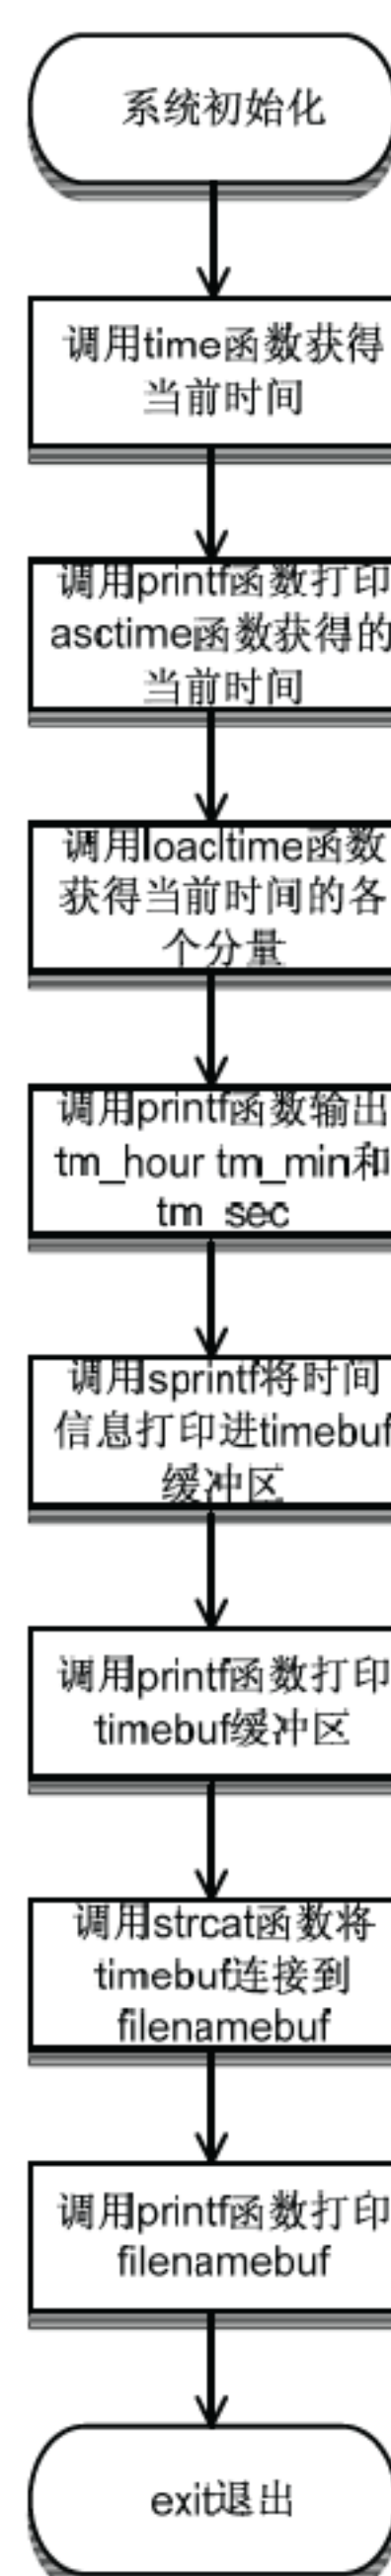 系统初始化
调用time函数获得
当前时间
调用printf函数打印
asctime函数获得的
当前时间
调用loacltime函数
获得当前时间的各
个分量
调用printf函数输出
tm_hour tm_min和
tm_sec
调用sprintf将时间
信息打印进timebuf
缓冲区
调用printf函数打印
timebuf缓冲区
调用strcat函数将
timebuf连接到
filenamebuf
调用printf函数打印
filenamebuf
exit退出